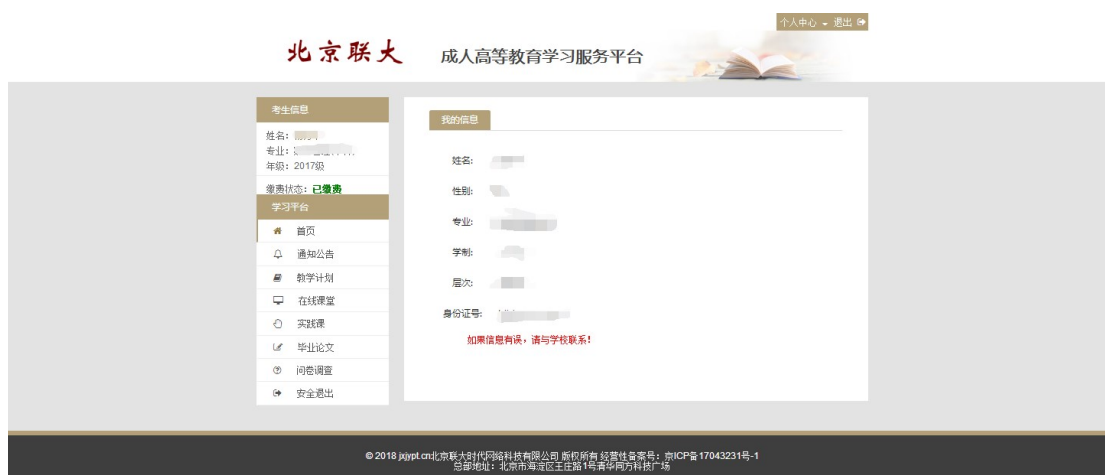 个人中心 退出
北京联大 成人高等教育学习服务平台
考生信息
姓名:
专业:
年级: 2017级
缴费状态: 已缴费
学习平台
首页
通知公告
教学计划
在线课堂
实践课
毕业论文
问卷调查
安全退出
我的信息
姓名:
性别:
专业:
学制:
层次:
身份证号:
如果信息有误，请与学校联系!
© 2018 jxjypt.cn北京联大时代网络科技有限公司 版权所有 经营性备案号: 京ICP备17043231号-1
总部地址: 北京市海淀区王庄路1号清华同方科技广场